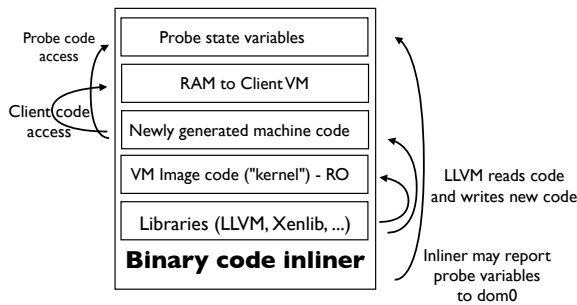 Probe code
access
Client code
access
Probe state variables
RAM to Client VM
Newly generated machine code
VM Image code ("kernel") - RO
Libraries (LLVM, Xenlib, ...)
Binary code inliner
LLVM reads code
and writes new code
Inliner may report
probe variables
to dom0